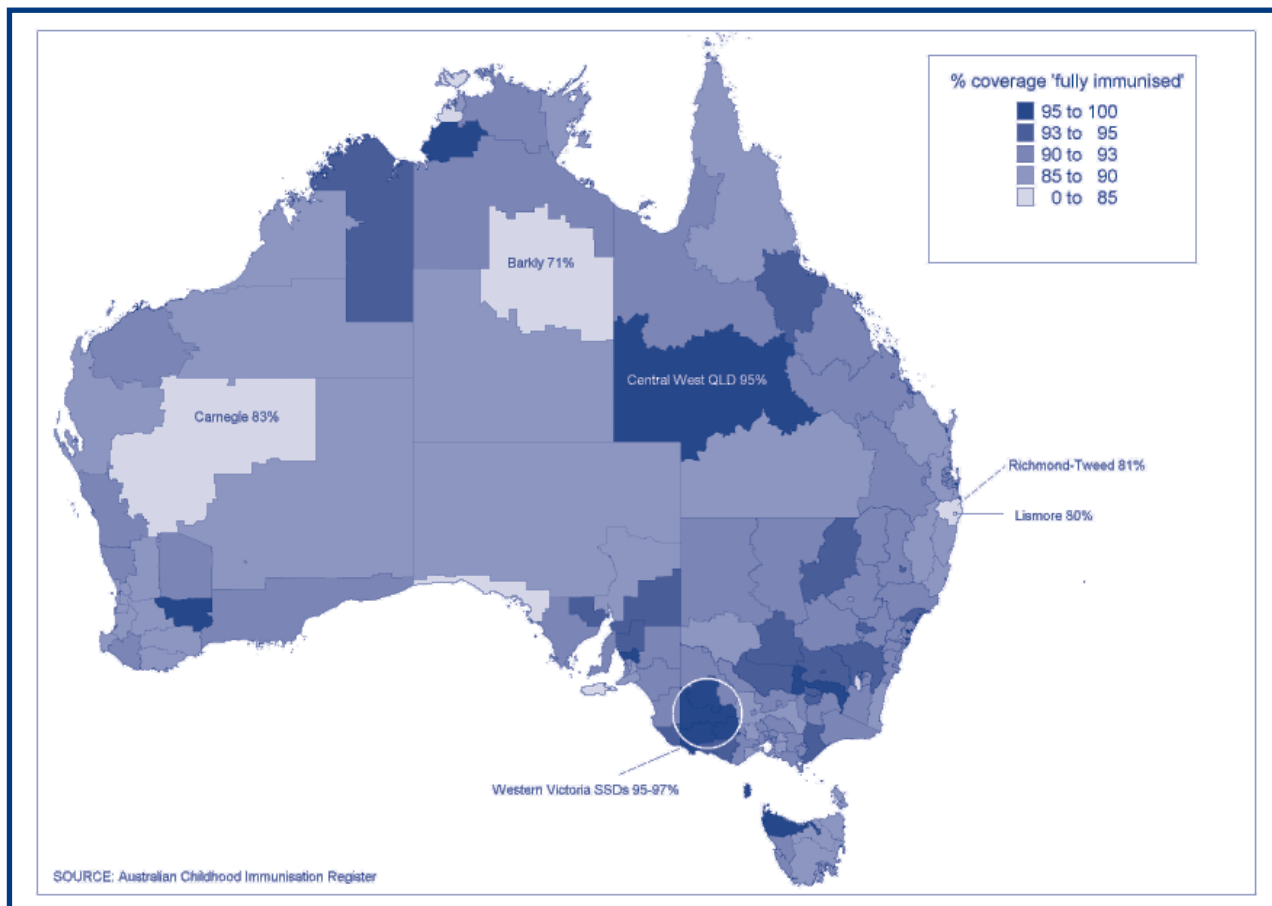 % coverage 'fully immunised'
95 to 100
93 to 95
90 to 93
85 to 90
0 to 85
Barkly 71%
Central West QLD 95%
Carnegie 83%
Richmond-Tweed 81%
Lismore 80%
Western Victoria SSDs 95-97%
SOURCE: Australian Childhood Immunisation Register